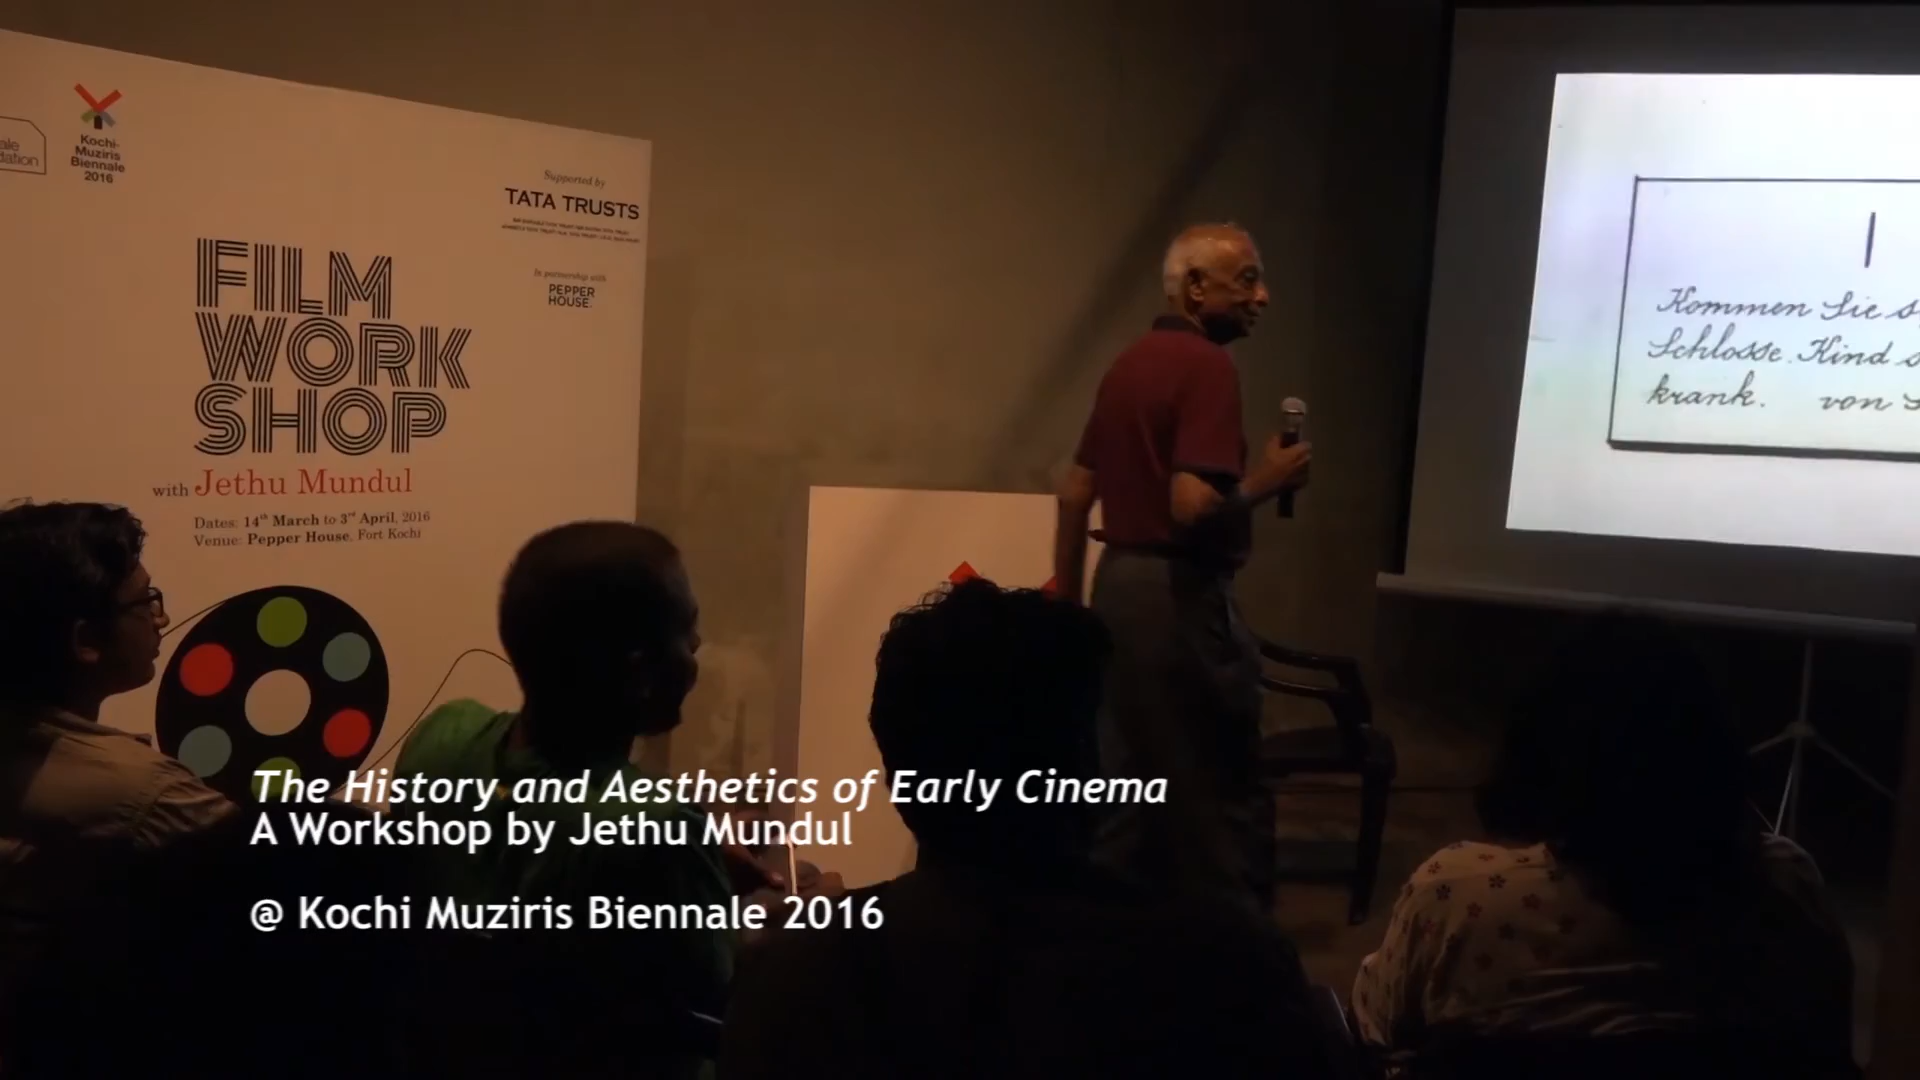 ale
dation
Kochi-
Muziris
Biennale
2016
Supported by
TATA TRUSTS
In partnership with
PEPPER
HOUSE.
FILM
WORK
SHOP
with Jethu Mundul
Dates: 14th March to 3rd April, 2016
Venue: Pepper House, Fort Kochi
Kommen Sie s
Schlosse. Kind s
krank. von
The History and Aesthetics of Early Cinema
A Workshop by Jethu Mundul
@ Kochi Muziris Biennale 2016